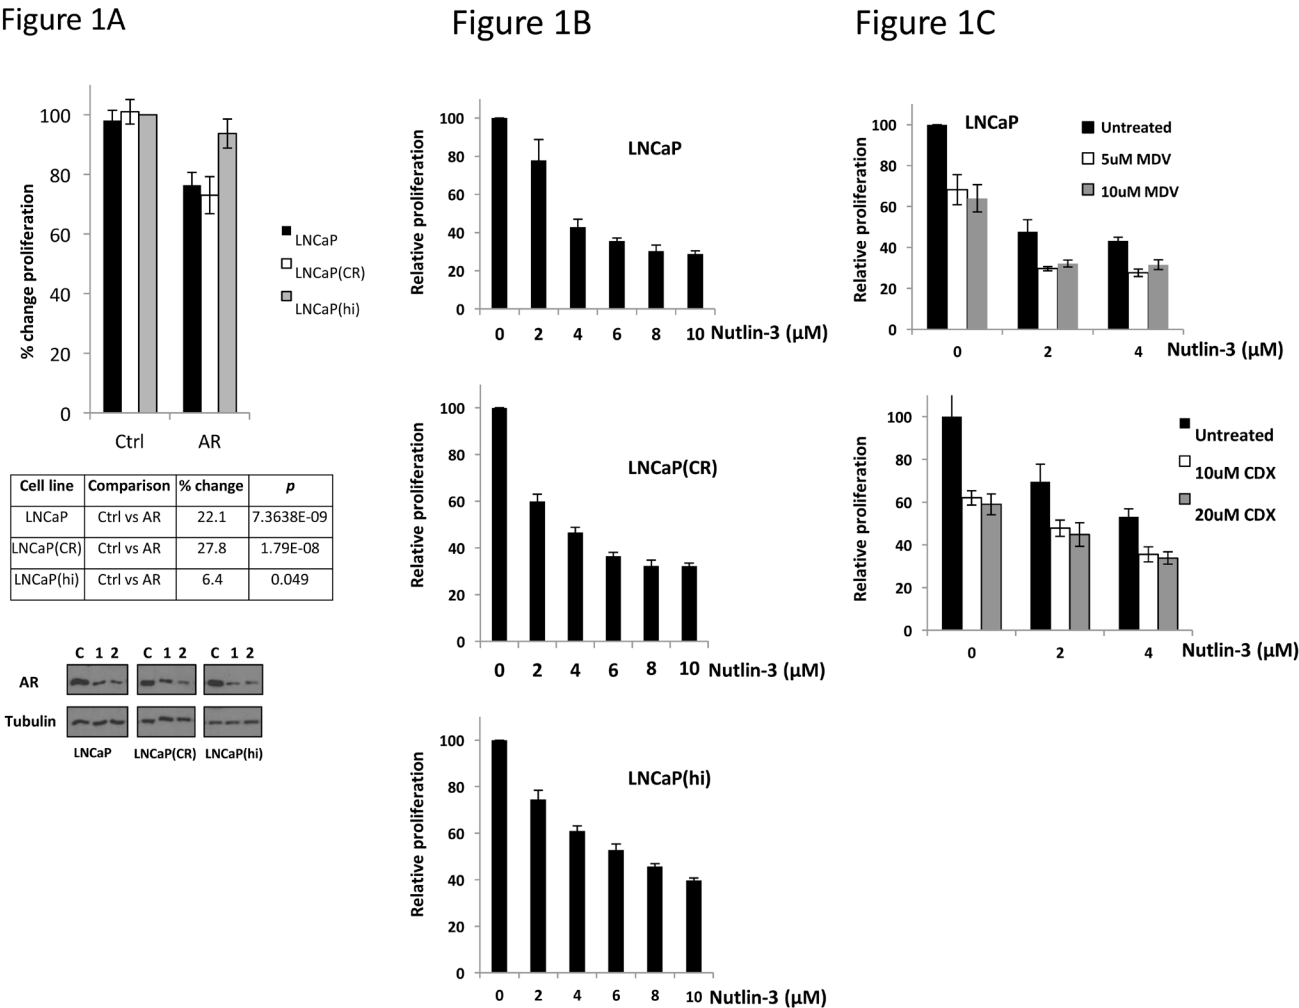 Figure 1A
% change proliferation
100
80
60
40
20
0
Ctrl AR
LNCaP
LNCaP(CR)
LNCaP(hi)
Cell line Comparison % change p
LNCaP Ctrl vs AR 22.1 7.3638E-09
LNCaP(CR) Ctrl vs AR 27.8 1.79E-08
LNCaP(hi) Ctrl vs AR 6.4 0.049
C 1 2 C 1 2 C 1 2
AR
Tubulin
LNCaP LNCaP(CR) LNCaP(hi)
Figure 1B
LNCaP
Relative proliferation
100
80
60
40
20
0
0 2 4 6 8 10 Nutlin-3 (μM)
LNCaP(CR)
Relative proliferation
100
80
60
40
20
0
0 2 4 6 8 10 Nutlin-3 (μM)
LNCaP(hi)
Relative proliferation
100
80
60
40
20
0
0 2 4 6 8 10 Nutlin-3 (μM)
Figure 1C
LNCaP
Untreated
5uM MDV
10uM MDV
Relative proliferation
100
80
60
40
20
0
0 2 4 Nutlin-3 (μM)
Untreated
10uM CDX
20uM CDX
Relative proliferation
100
80
60
40
20
0
0 2 4 Nutlin-3 (μM)